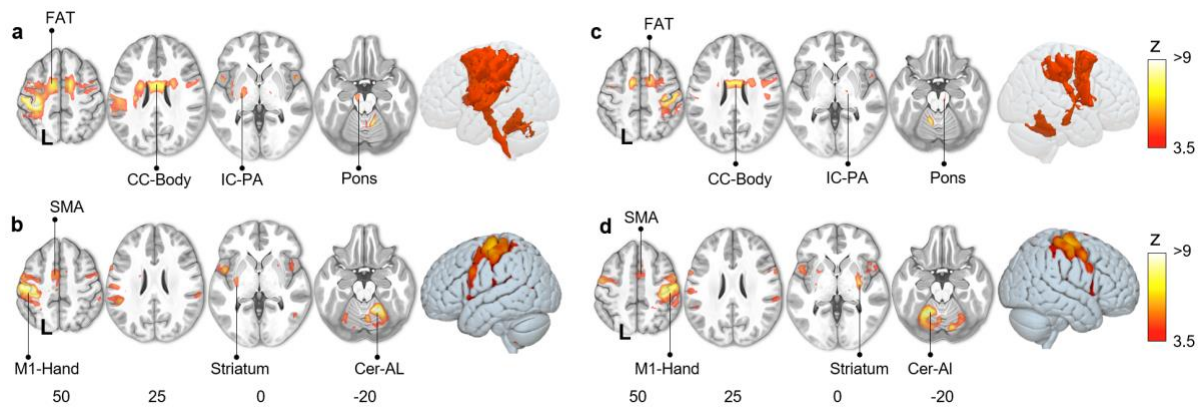 a
FAT
L
CC-Body
IC-PA
Pons
b
SMA
L
M1-Hand
Striatum
Cer-AL
50
25
0
-20
c
FAT
L
CC-Body
IC-PA
Pons
Z
>9
3.5
d
SMA
L
M1-Hand
Striatum
Cer-Al
50
25
0
-20
Z
>9
3.5